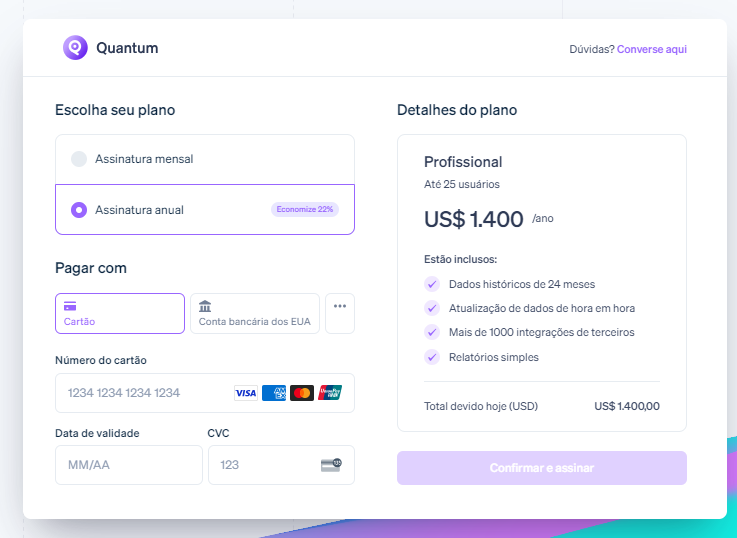 Quantum
Dúvidas? Converse aqui
Escolha seu plano
Assinatura mensal
Assinatura anual
Economize 22%
Pagar com
Cartão
Conta bancária dos EUA
Número do cartão
1234 1234 1234 1234
VISA
Data de validade
CVC
MM/AA
123
Detalhes do plano
Profissional
Até 25 usuários
US$ 1.400 /ano
Estão inclusos:
Dados históricos de 24 meses
Atualização de dados de hora em hora
Mais de 1000 integrações de terceiros
Relatórios simples
Total devido hoje (USD)
US$ 1.400,00
Confirmar e assinar